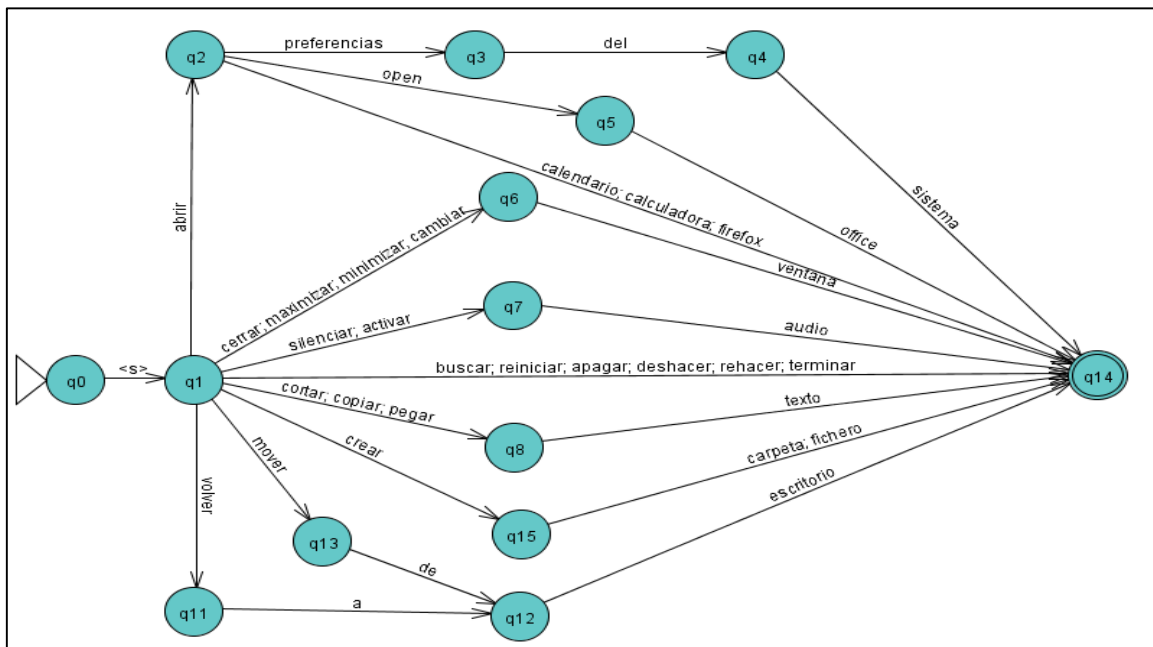 q2
preferencias
q3
del
q4
open
q5
abrir
calendario; calculadora; firefox
sistema
q6
office
cerrar; maximizar; minimizar; cambiar
ventana
q7
silenciar; activar
audio
q0
<s>
q1
buscar; reiniciar; apagar; deshacer; rehacer; terminar
q14
cortar; copiar; pegar
texto
q8
crear
carpeta; fichero
mover
escritorio
volver
q13
q15
de
q11
a
q12